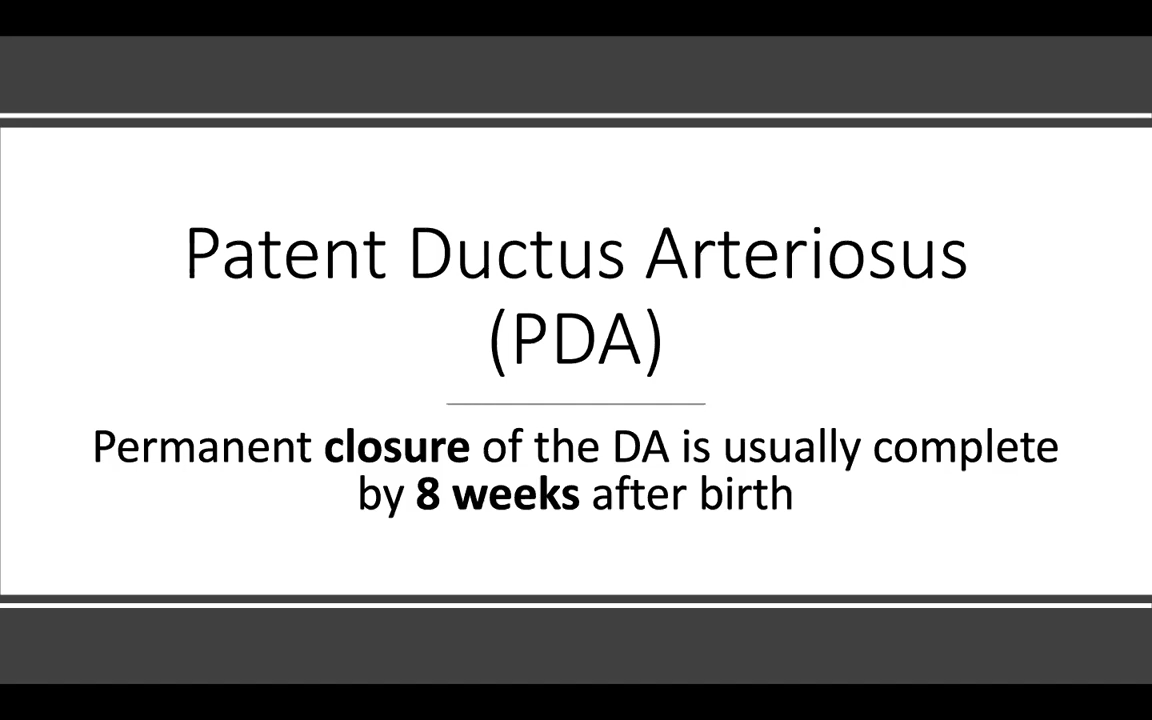 Patent Ductus Arteriosus
(PDA)
Permanent closure of the DA is usually complete
by 8 weeks after birth